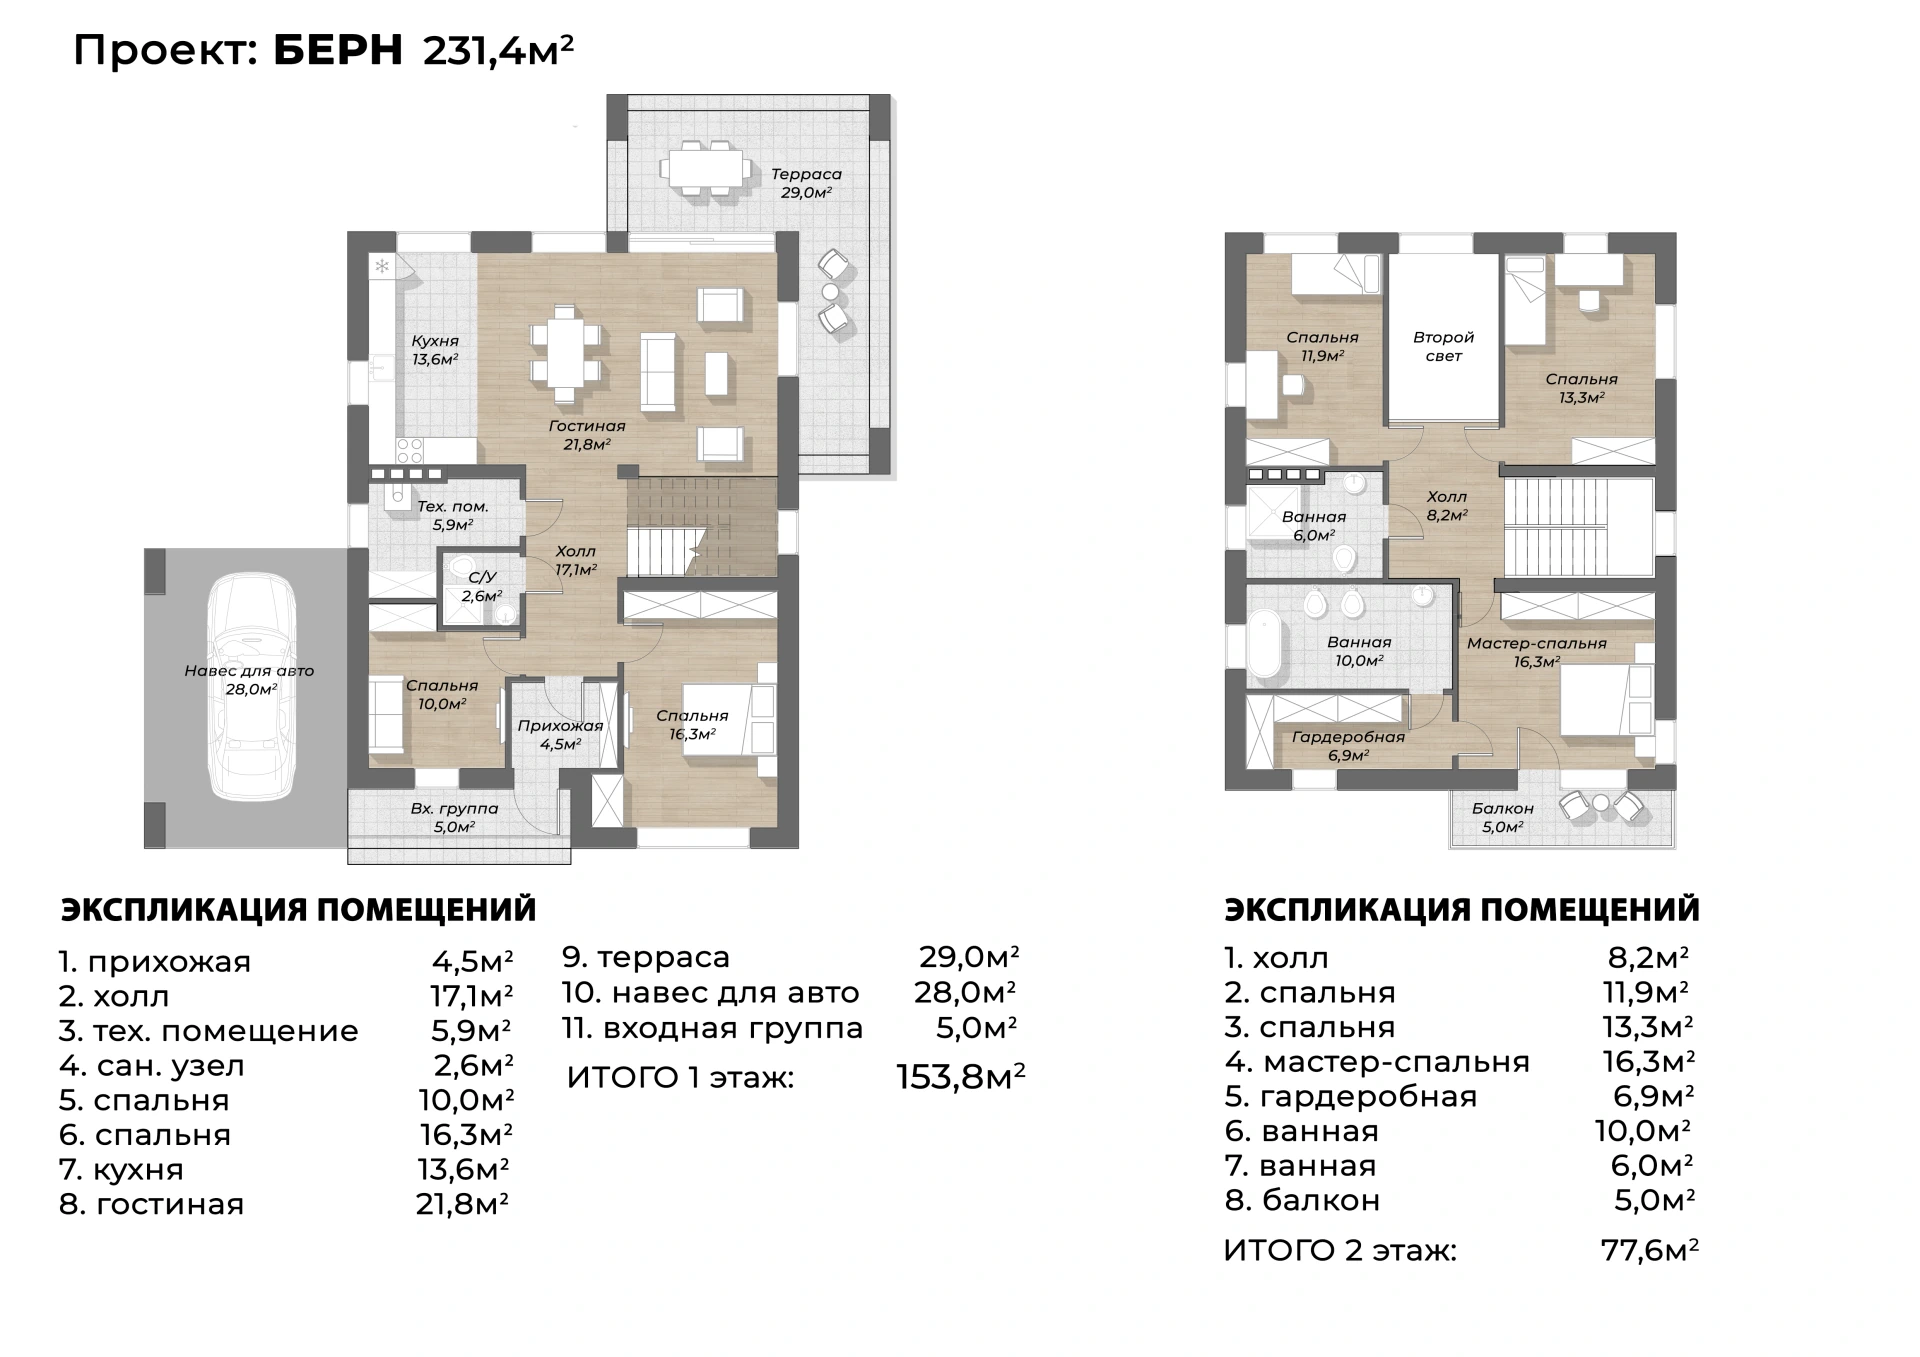 Проект: БЕРН 231,4м²
Терраса
29,0м²
Кухня
13,6м²
Гостиная
21,8м²
Тех. пом.
5,9м²
Холл
17,1м²
С/У
2,6м²
Навес для авто
28,0м²
Спальня
10,0м²
Прихожая
4,5м²
Спальня
16,3м²
Вх. группа
5,0м²
Спальня
11,9м²
Второй
свет
Спальня
13,3м²
Холл
8,2м²
Ванная
6,0м²
Ванная
10,0м²
Мастер-спальня
16,3м²
Гардеробная
6,9м²
Балкон
5,0м²
ЭКСПЛИКАЦИЯ ПОМЕЩЕНИЙ
1. прихожая 4,5м²
2. холл 17,1м²
3. тех. помещение 5,9м²
4. сан. узел 2,6м²
5. спальня 10,0м²
6. спальня 16,3м²
7. кухня 13,6м²
8. гостиная 21,8м²
9. терраса 29,0м²
10. навес для авто 28,0м²
11. входная группа 5,0м²
ИТОГО 1 этаж: 153,8м²
ЭКСПЛИКАЦИЯ ПОМЕЩЕНИЙ
1. холл 8,2м²
2. спальня 11,9м²
3. спальня 13,3м²
4. мастер-спальня 16,3м²
5. гардеробная 6,9м²
6. ванная 10,0м²
7. ванная 6,0м²
8. балкон 5,0м²
ИТОГО 2 этаж: 77,6м²